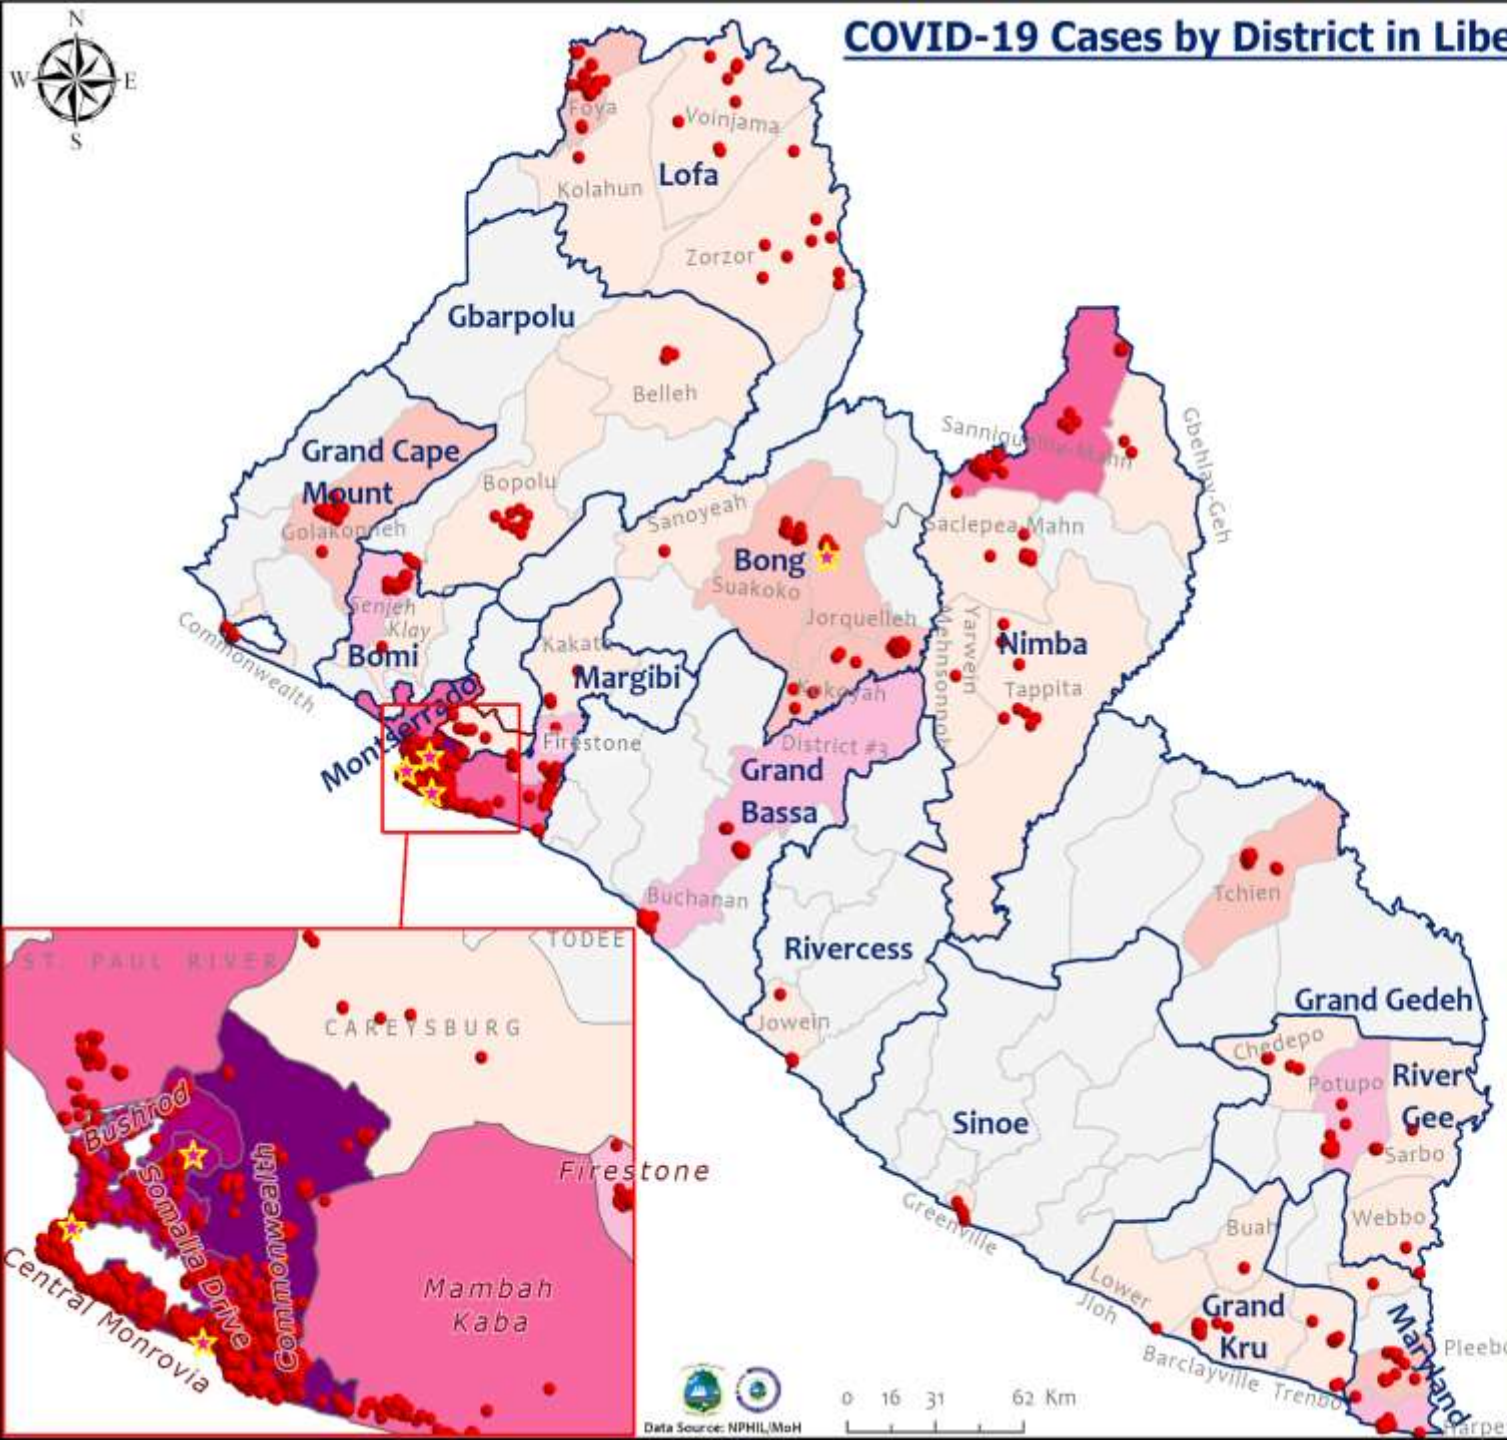 COVID-19 Cases by District in Libe
N
W E
S
Foya
Voinjama
Lofa
Kolahun
Zorzor
Gbarpolu
Belleh
Grand Cape
Mount
Golakonneh
Bopolu
Sanniquellie-Mahn
Gbehlay-Geh
Sanoyeah
Saclepea Mahn
Bong
Suakoko
Jorquelleh
Kokoyah
Senjeh
Klay
Bomi
Commonwealth
Kakata
Margibi
Firestone
Montserrado
Mehnsonnoh
Yarwein
Nimba
Tappita
District #3
Grand
Bassa
Buchanan
Tchien
Rivercess
Jowein
Grand Gedeh
Chedepo
Potupo
River
Gee
Sarbo
Sinoe
Greenville
Webbo
Buah
Lower
Jloh
Grand
Kru
Barclayville
Trenbo
Maryland
Pleebo
Harpe
TODEE
ST. PAUL RIVER
CAREYSBURG
Bushrod
Somalia Drive
Commonwealth
Central Monrovia
Firestone
Mambah
Kaba
Data Source: NPHIL/MoH
0 16 31 62 Km